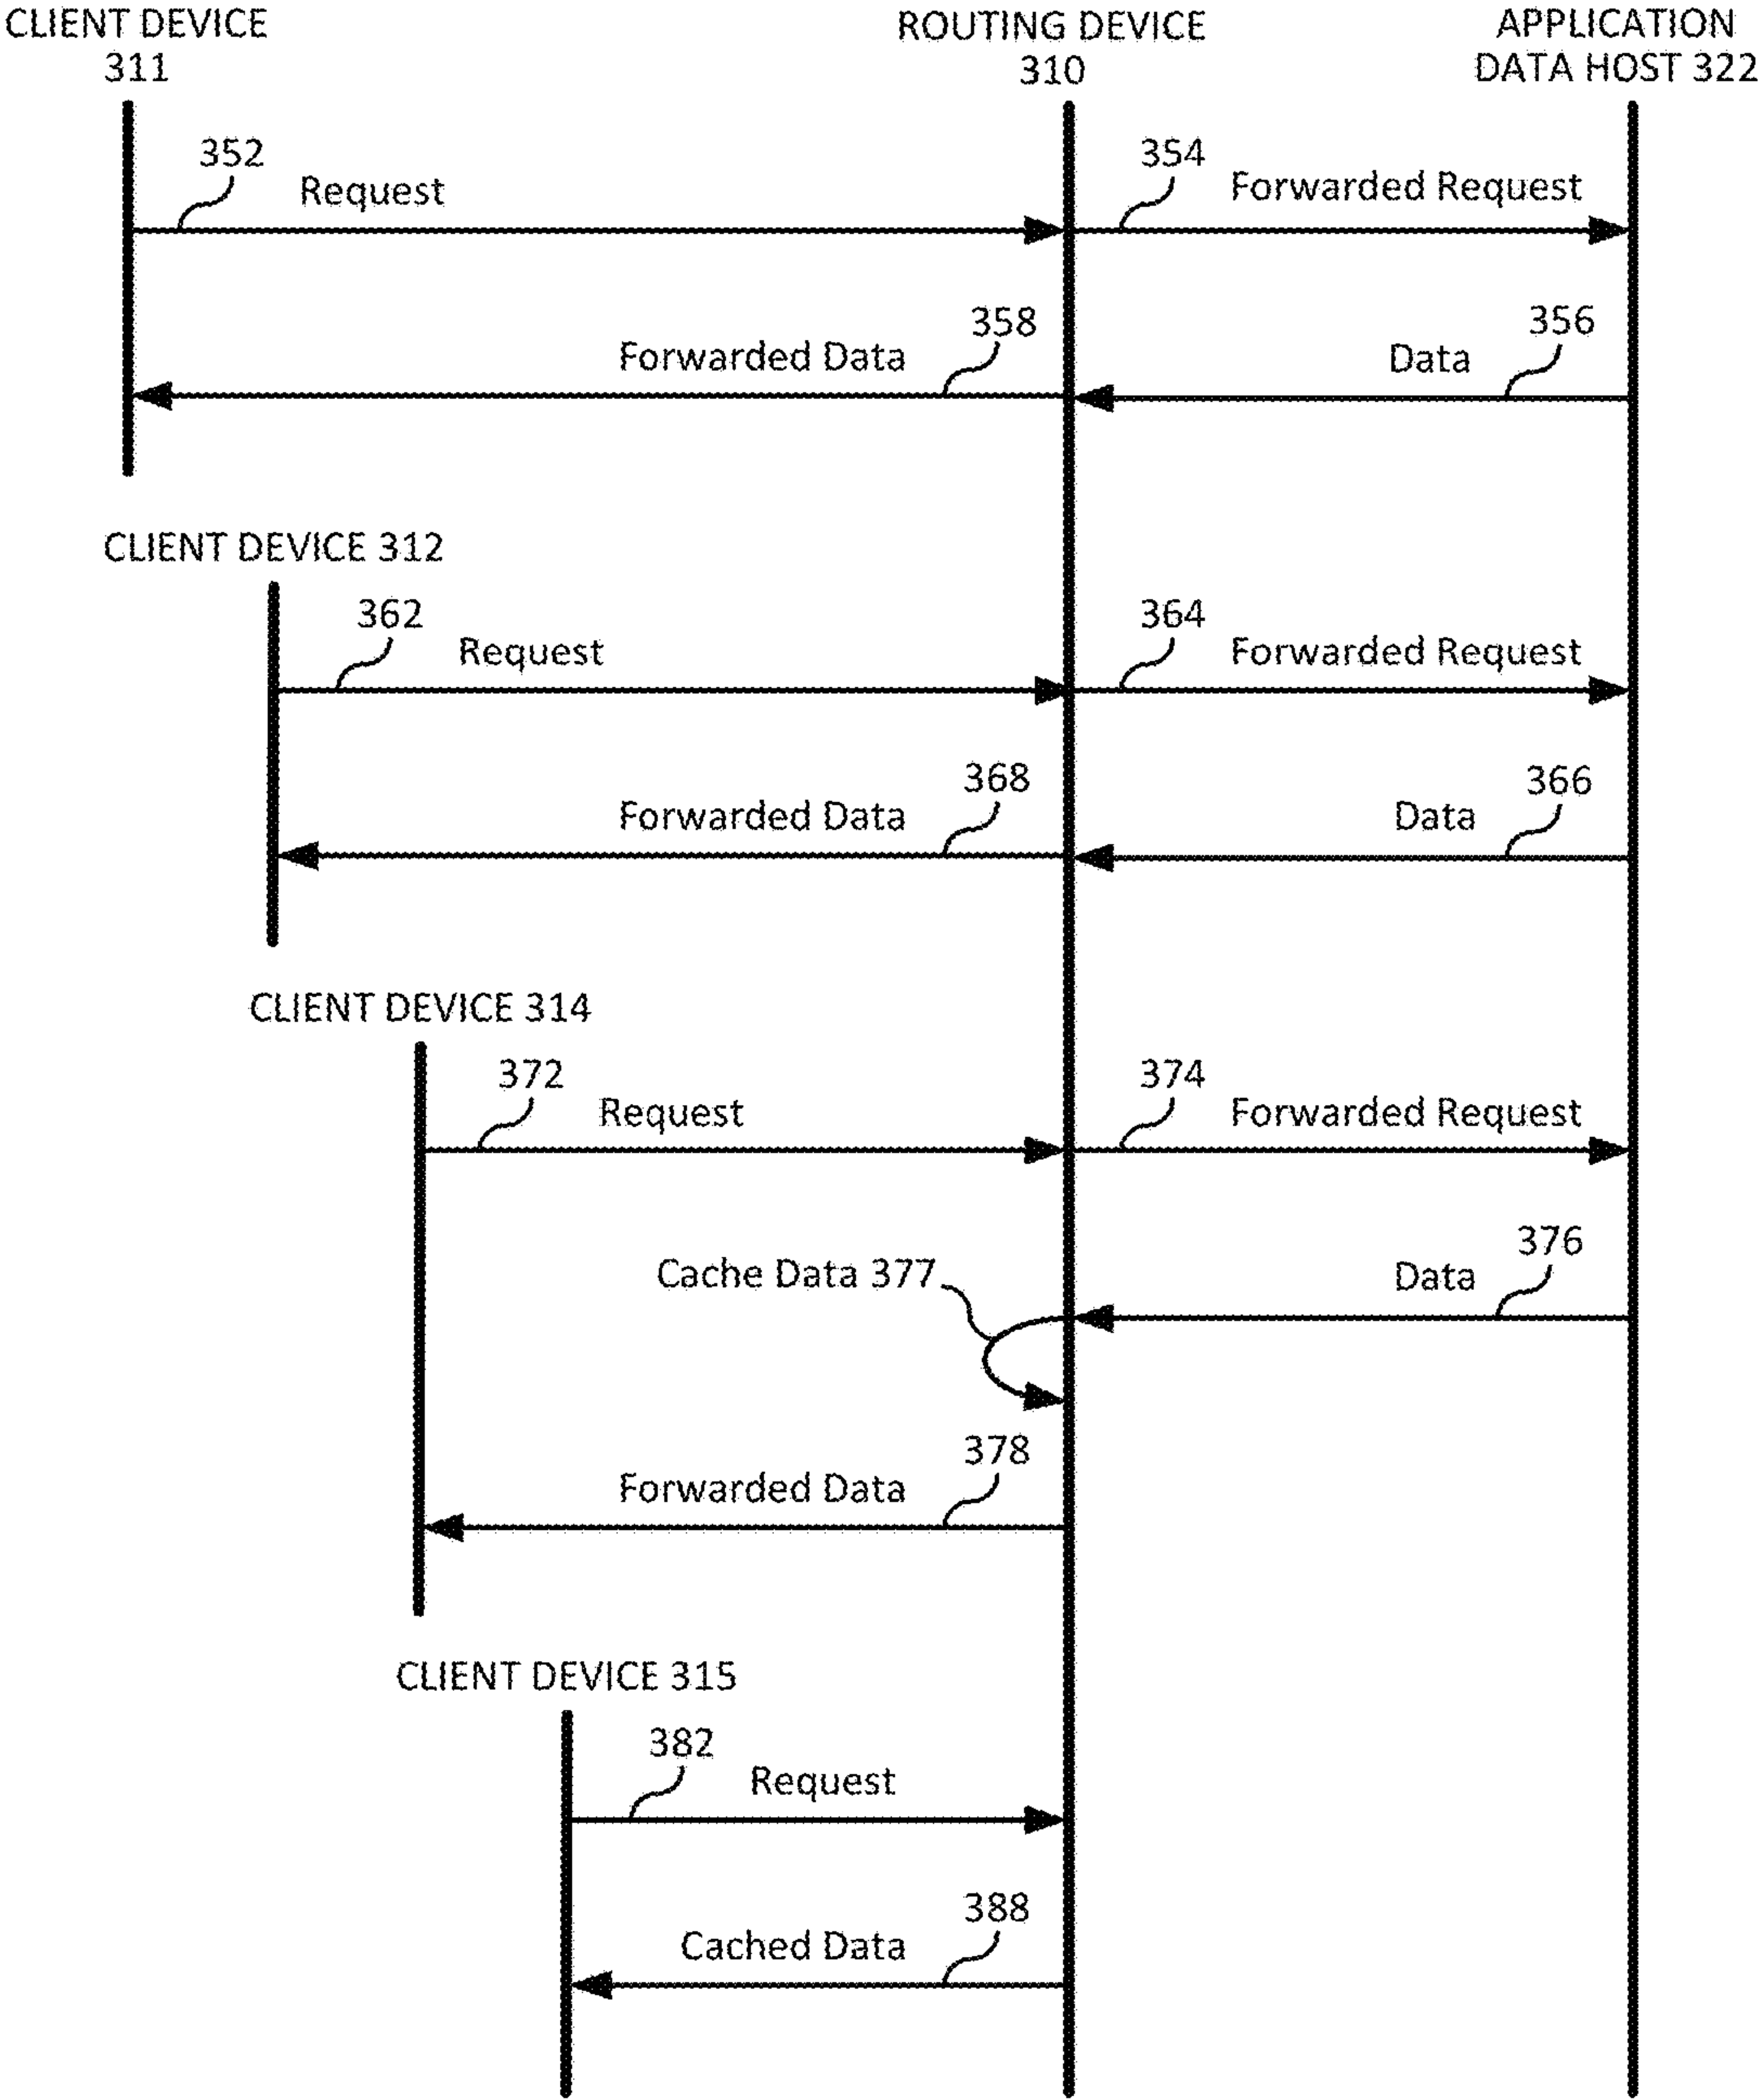 CLIENT DEVICE
311
ROUTING DEVICE
310
APPLICATION
DATA HOST 322
352
Request
354
Forwarded Request
358
Forwarded Data
356
Data
CLIENT DEVICE 312
362
Request
364
Forwarded Request
368
Forwarded Data
366
Data
CLIENT DEVICE 314
372
Request
374
Forwarded Request
376
Data
Cache Data 377
378
Forwarded Data
CLIENT DEVICE 315
382
Request
388
Cached Data